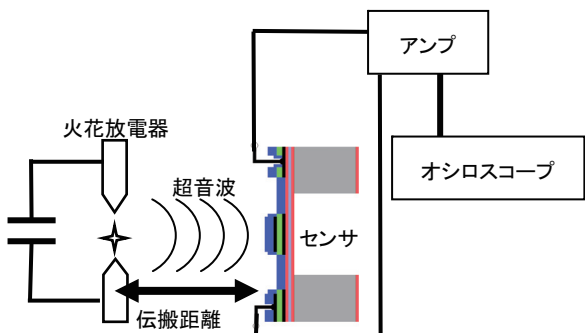 アンプ
火花放電器
オシロスコープ
超音波
センサ
伝搬距離